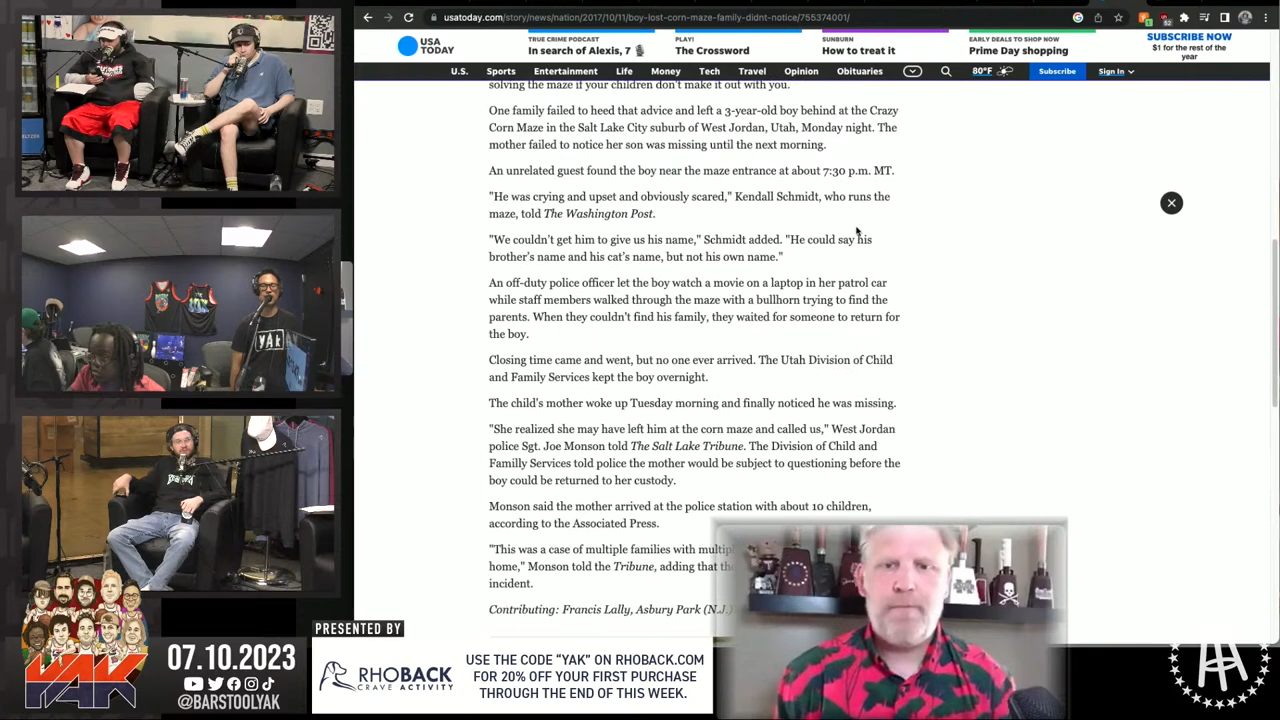 usatoday.com/story/news/nation/2017/10/11/boy-lost-corn-maze-family-didnt-notice/755374001/
USA
TODAY
TRUE CRIME PODCAST
In search of Alexis, 7
PLAY!
The Crossword
SUNBURN
How to treat it
EARLY DEALS TO SHOP NOW
Prime Day shopping
SUBSCRIBE NOW
$1 for the rest of the
year
U.S. Sports Entertainment Life Money Tech Travel Opinion Obituaries 80°F Subscribe Sign In
solving the maze if your children don't make it out with you.
One family failed to heed that advice and left a 3-year-old boy behind at the Crazy
Corn Maze in the Salt Lake City suburb of West Jordan, Utah, Monday night. The
mother failed to notice her son was missing until the next morning.
An unrelated guest found the boy near the maze entrance at about 7:30 p.m. MT.
"He was crying and upset and obviously scared," Kendall Schmidt, who runs the
maze, told The Washington Post.
"We couldn't get him to give us his name," Schmidt added. "He could say his
brother's name and his cat's name, but not his own name."
An off-duty police officer let the boy watch a movie on a laptop in her patrol car
while staff members walked through the maze with a bullhorn trying to find the
parents. When they couldn't find his family, they waited for someone to return for
the boy.
Closing time came and went, but no one ever arrived. The Utah Division of Child
and Family Services kept the boy overnight.
The child's mother woke up Tuesday morning and finally noticed he was missing.
"She realized she may have left him at the corn maze and called us," West Jordan
police Sgt. Joe Monson told The Salt Lake Tribune. The Division of Child and
Familly Services told police the mother would be subject to questioning before the
boy could be returned to her custody.
Monson said the mother arrived at the police station with about 10 children,
according to the Associated Press.
"This was a case of multiple families with
home," Monson told the Tribune, adding that
incident.
Contributing: Francis Lally, Asbury Park (N.J.)
YAK
YAK
07.10.2023
@BARSTOOLYAK
PRESENTED BY
RHOBACK
CRAVE ACTIVITY
USE THE CODE "YAK" ON RHOBACK.COM
FOR 20% OFF YOUR FIRST PURCHASE
THROUGH THE END OF THIS WEEK.